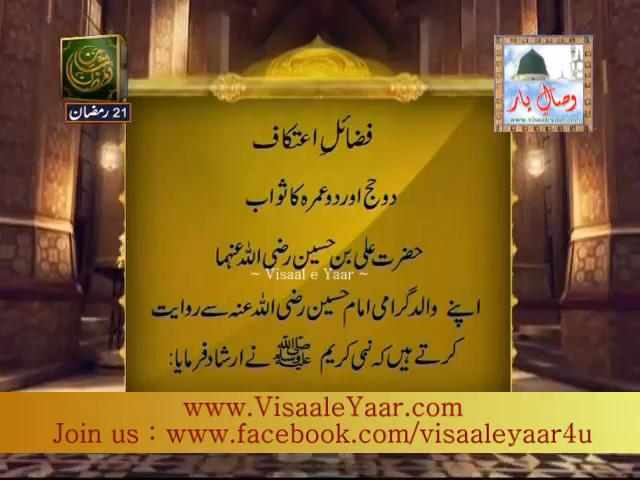 21 رمضان
وصالِ یار
www.visaaleyaar.com
فضائلِ اعتکاف
دو حج اور دو عمرہ کا ثواب
حضرت علی بن حسین رضی اللہ عنہما
~ Visaal e Yaar ~
اپنے والد گرامی امام حسین رضی اللہ عنہ سے روایت
کرتے ہیں کہ نبی کریم ﷺ نے ارشاد فرمایا:
www.VisaaleYaar.com
Join us : www.facebook.com/visaaleyaar4u